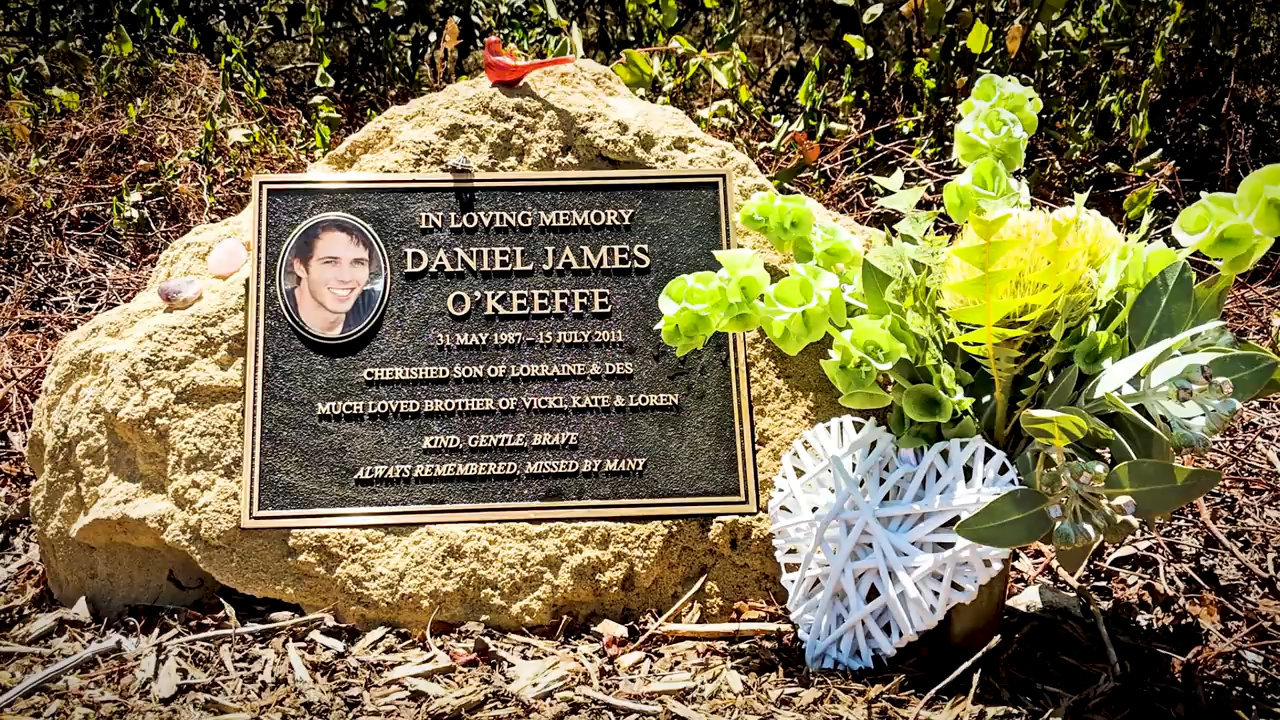 IN LOVING MEMORY
DANIEL JAMES
O'KEEFFE
31 MAY 1987 – 15 JULY 2011
CHERISHED SON OF LORRAINE & DES
MUCH LOVED BROTHER OF VICKI, KATE & LOREN
KIND, GENTLE, BRAVE
ALWAYS REMEMBERED, MISSED BY MANY